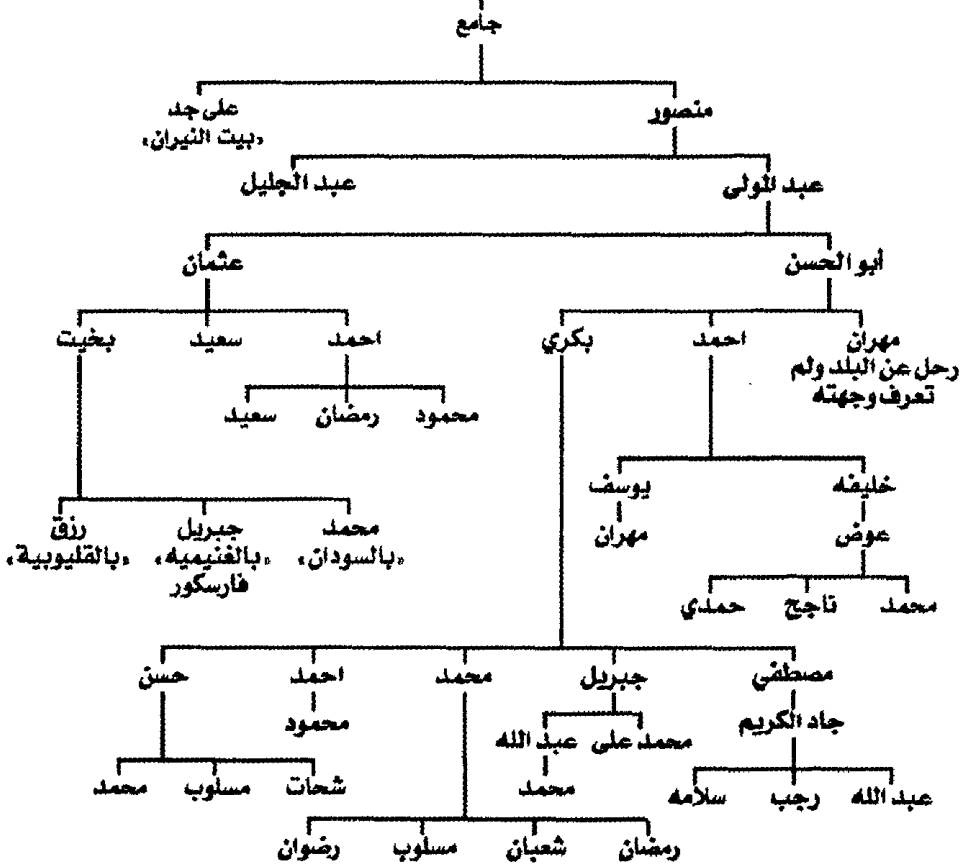 جامع
منصور
على جد
«بيت النيران»
عبد المولى
عبد الجليل
أبو الحسن
عثمان
مهران
رحل عن البلد ولم
تعرف وجهته
احمد
بكري
احمد
سعيد
بخيت
محمود
رمضان
سعيد
خليفه
يوسف
عوض
مهران
محمد
«بالسودان»
جبريل
«بالغنيميه»
فارسكور
رزق
«بالقليوبية»
محمد
ناجح
حمدي
مصطفي
جبريل
محمد
احمد
حسن
جاد الكريم
محمد على
عبد الله
محمود
عبد الله
رجب
سلامه
محمد
شحات
مسلوب
محمد
رمضان
شعبان
مسلوب
رضوان